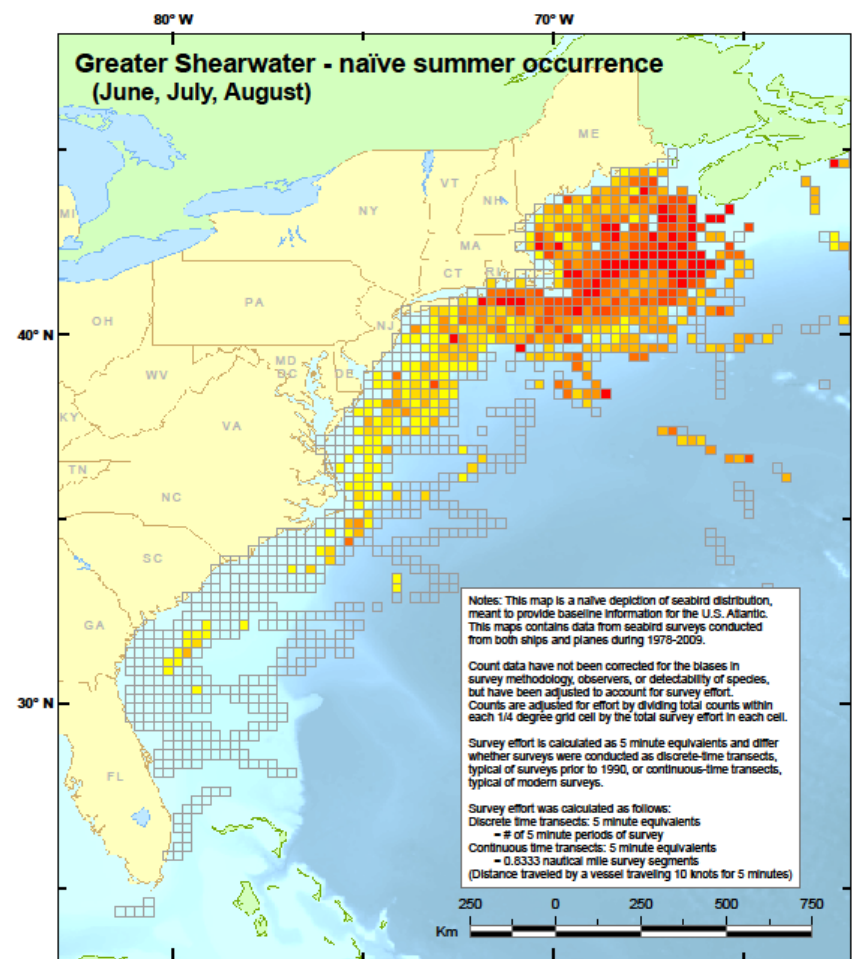 80° W
70° W
Greater Shearwater - naïve summer occurrence
(June, July, August)
ME
VT
NH
MI
NY
MA
CT
RI
PA
OH
NJ
40° N
MD
DC
DE
WV
KY
VA
TN
NC
SC
GA
Notes: This map is a naïve depiction of seabird distribution,
meant to provide baseline information for the U.S. Atlantic.
This maps contains data from seabird surveys conducted
from both ships and planes during 1978-2009.
Count data have not been corrected for the biases in
survey methodology, observers, or detectability of species,
but have been adjusted to account for survey effort.
Counts are adjusted for effort by dividing total counts within
each 1/4 degree grid cell by the total survey effort in each cell.
30° N
Survey effort is calculated as 5 minute equivalents and differ
whether surveys were conducted as discrete-time transects,
typical of surveys prior to 1990, or continuous-time transects,
typical of modern surveys.
FL
Survey effort was calculated as follows:
Discrete time transects: 5 minute equivalents
= # of 5 minute periods of survey
Continuous time transects: 5 minute equivalents
= 0.8333 nautical mile survey segments
(Distance traveled by a vessel traveling 10 knots for 5 minutes)
250 0 250 500 750
Km